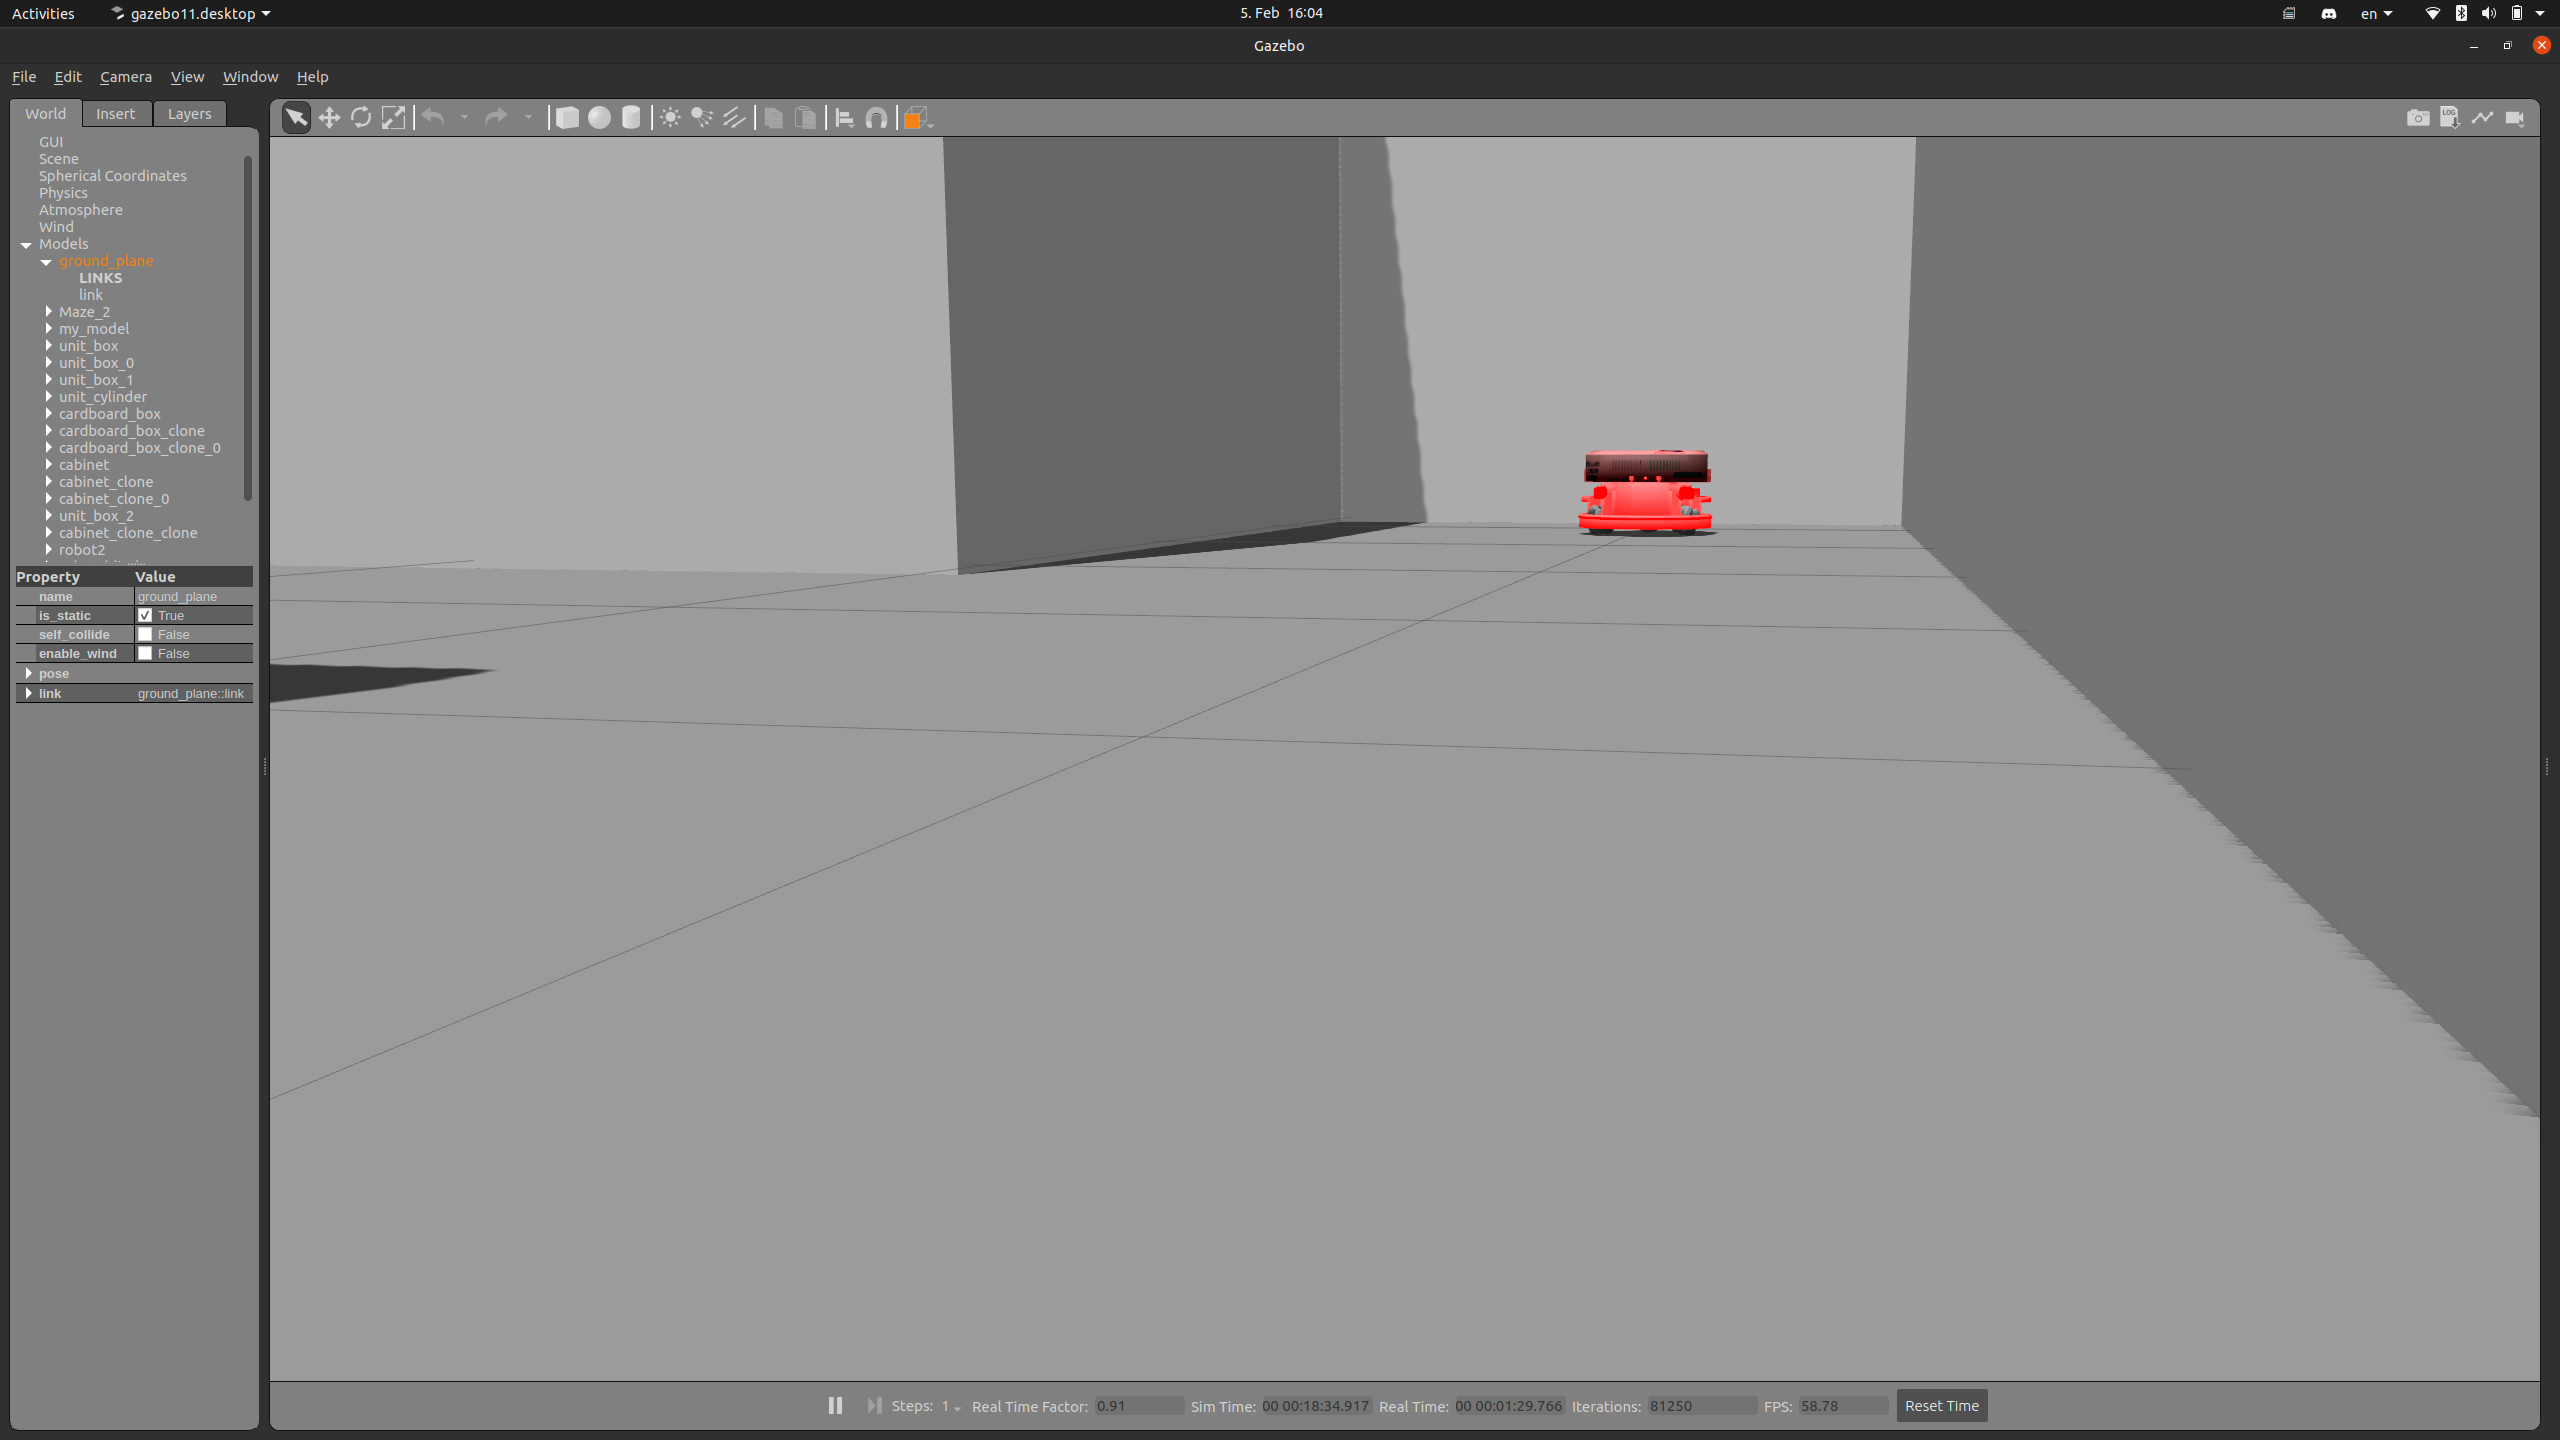 Activities gazebo11.desktop 5. Feb 16:04 en
Gazebo
File Edit Camera View Window Help
World Insert Layers
LOG
GUI
Scene
Spherical Coordinates
Physics
Atmosphere
Wind
Models
ground_plane
LINKS
link
Maze_2
my_model
unit_box
unit_box_0
unit_box_1
unit_cylinder
cardboard_box
cardboard_box_clone
cardboard_box_clone_0
cabinet
cabinet_clone
cabinet_clone_0
unit_box_2
cabinet_clone_clone
robot2
Property Value
name ground_plane
is_static True
self_collide False
enable_wind False
pose
link ground_plane::link
Steps: 1 Real Time Factor: 0.91 Sim Time: 00 00:18:34.917 Real Time: 00 00:01:29.766 Iterations: 81250 FPS: 58.78 Reset Time